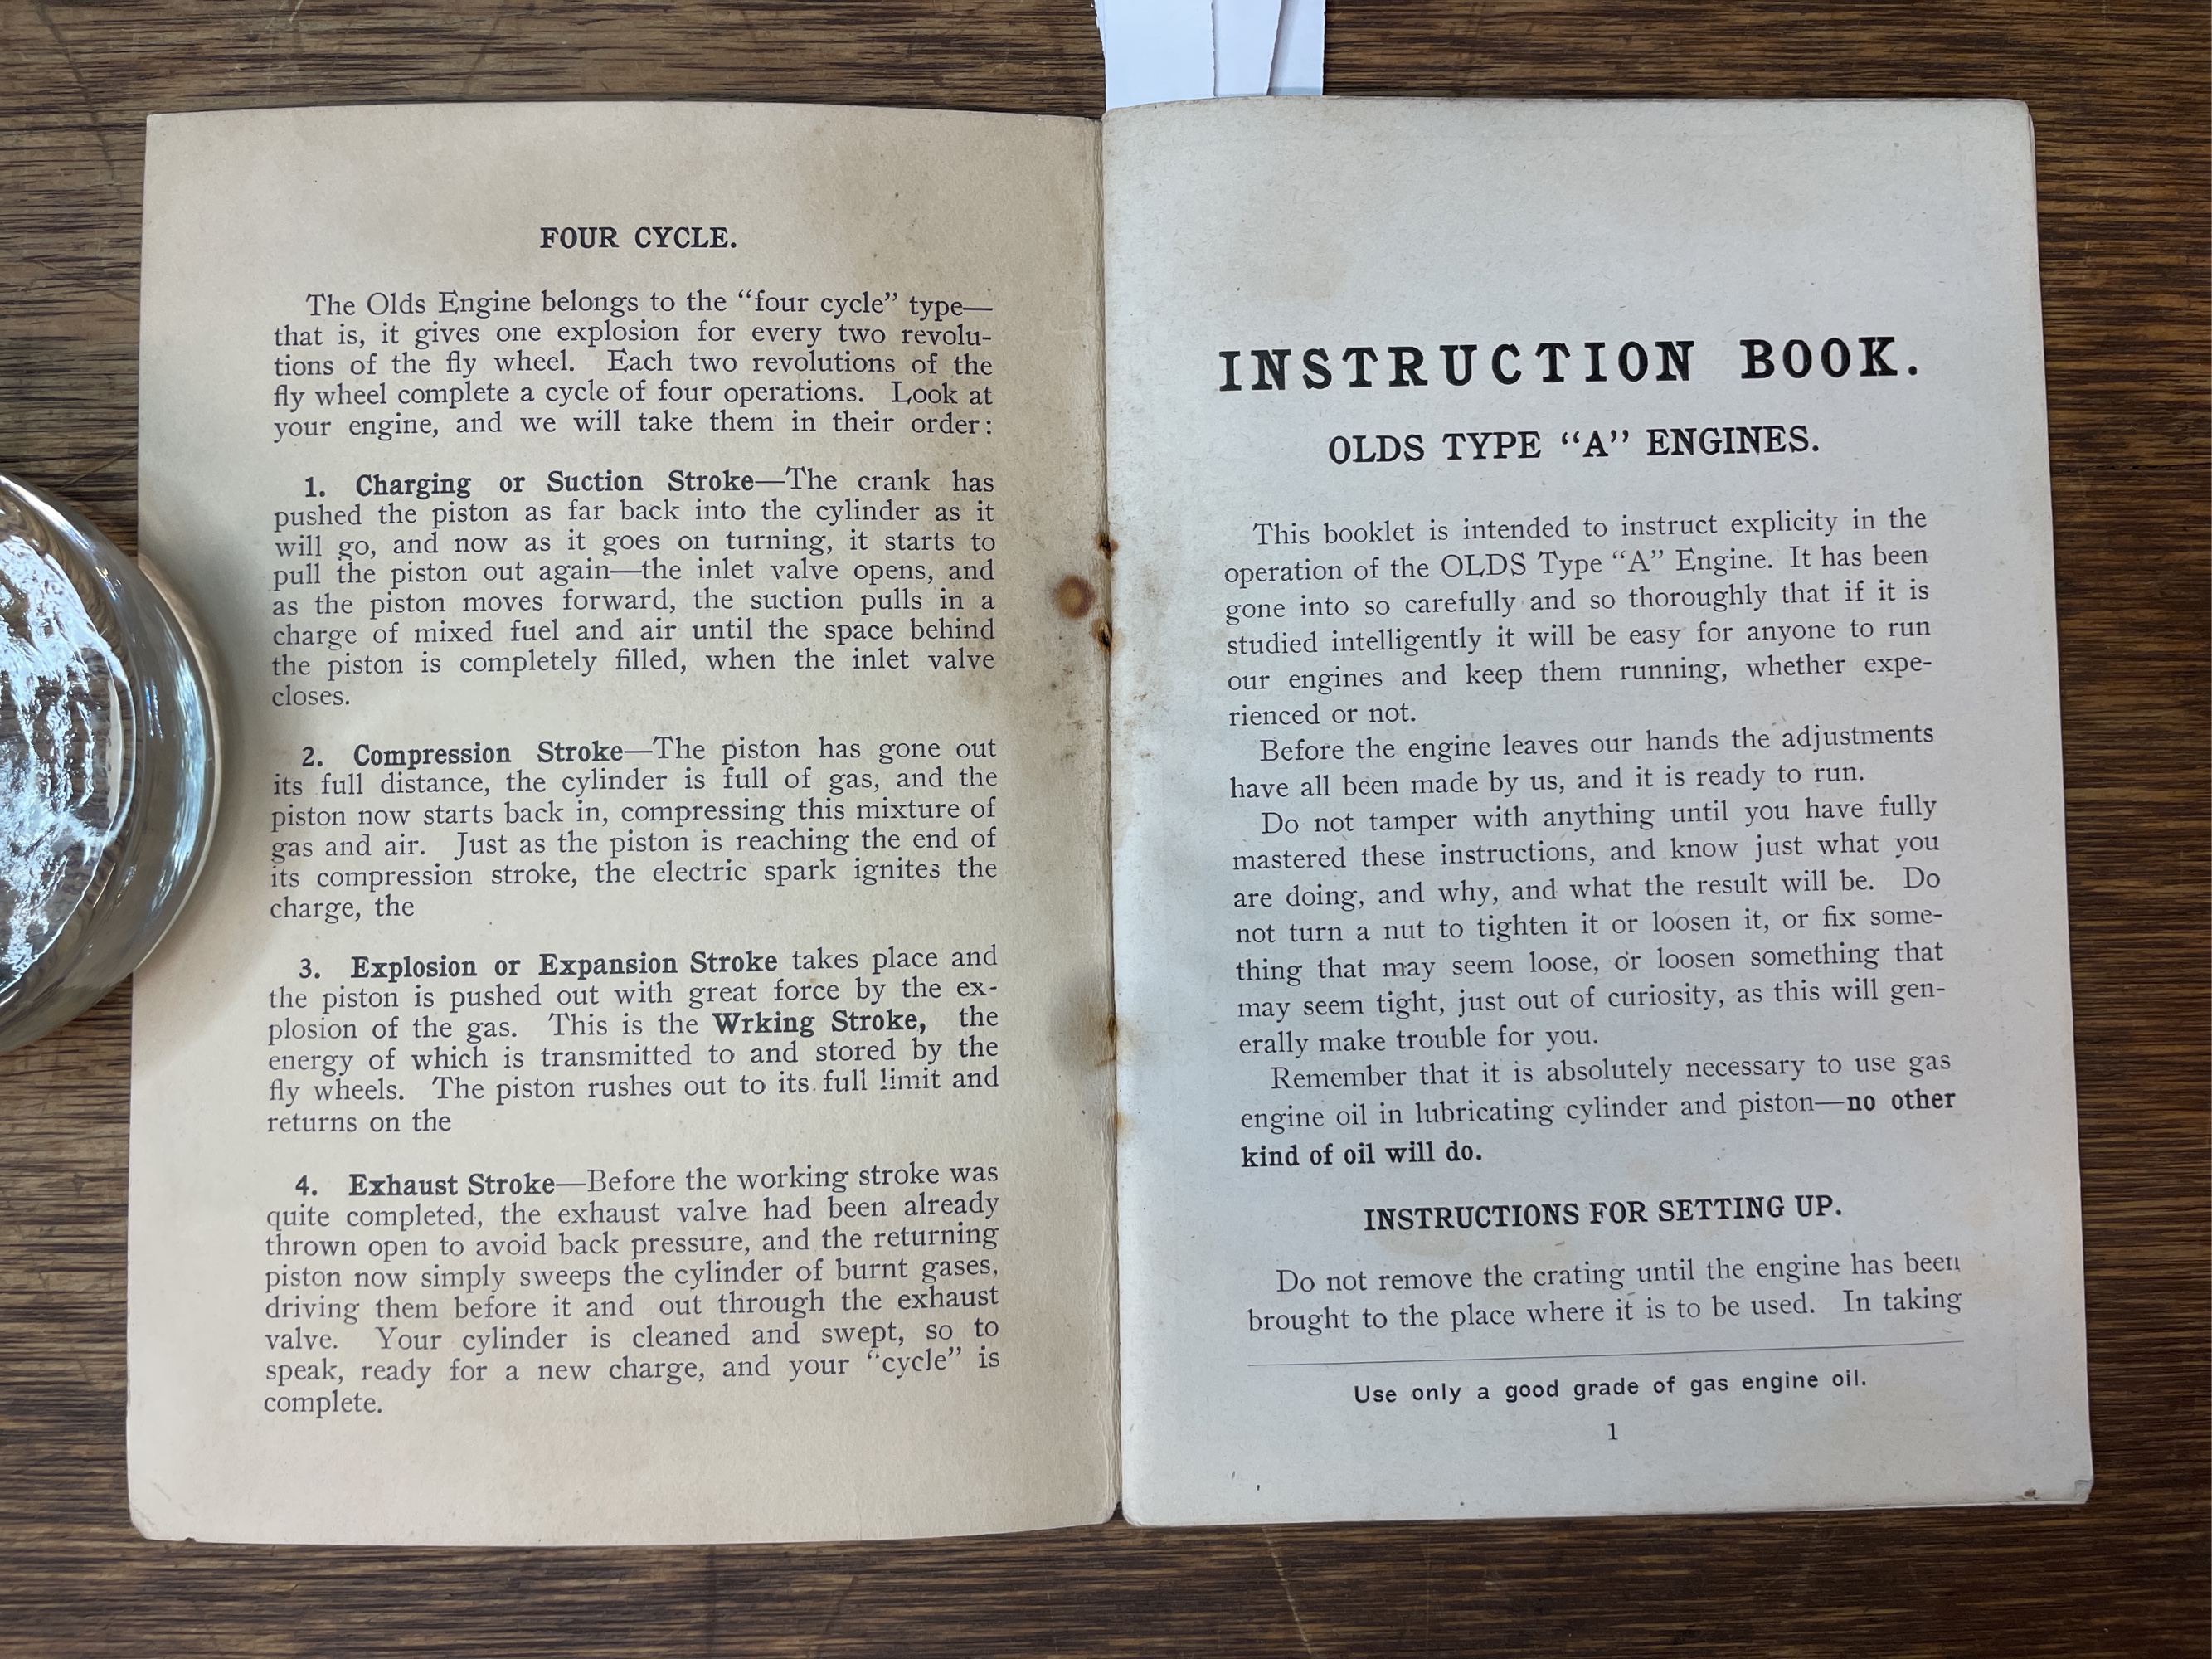 FOUR CYCLE.
The Olds Engine belongs to the “four cycle” type—
that is, it gives one explosion for every two revolu-
tions of the fly wheel. Each two revolutions of the
fly wheel complete a cycle of four operations. Look at
your engine, and we will take them in their order:
1. Charging or Suction Stroke—The crank has
pushed the piston as far back into the cylinder as it
will go, and now as it goes on turning, it starts to
pull the piston out again—the inlet valve opens, and
as the piston moves forward, the suction pulls in a
charge of mixed fuel and air until the space behind
the piston is completely filled, when the inlet valve
closes.
2. Compression Stroke—The piston has gone out
its full distance, the cylinder is full of gas, and the
piston now starts back in, compressing this mixture of
gas and air. Just as the piston is reaching the end of
its compression stroke, the electric spark ignites the
charge, the
3. Explosion or Expansion Stroke takes place and
the piston is pushed out with great force by the ex-
plosion of the gas. This is the Wrking Stroke, the
energy of which is transmitted to and stored by the
fly wheels. The piston rushes out to its full limit and
returns on the
4. Exhaust Stroke—Before the working stroke was
quite completed, the exhaust valve had been already
thrown open to avoid back pressure, and the returning
piston now simply sweeps the cylinder of burnt gases,
driving them before it and out through the exhaust
valve. Your cylinder is cleaned and swept, so to
speak, ready for a new charge, and your “cycle” is
complete.
INSTRUCTION BOOK.
OLDS TYPE “A” ENGINES.
This booklet is intended to instruct explicity in the
operation of the OLDS Type “A” Engine. It has been
gone into so carefully and so thoroughly that if it is
studied intelligently it will be easy for anyone to run
our engines and keep them running, whether expe-
rienced or not.
Before the engine leaves our hands the adjustments
have all been made by us, and it is ready to run.
Do not tamper with anything until you have fully
mastered these instructions, and know just what you
are doing, and why, and what the result will be. Do
not turn a nut to tighten it or loosen it, or fix some-
thing that may seem loose, or loosen something that
may seem tight, just out of curiosity, as this will gen-
erally make trouble for you.
Remember that it is absolutely necessary to use gas
engine oil in lubricating cylinder and piston—no other
kind of oil will do.
INSTRUCTIONS FOR SETTING UP.
Do not remove the crating until the engine has been
brought to the place where it is to be used. In taking
Use only a good grade of gas engine oil.
1